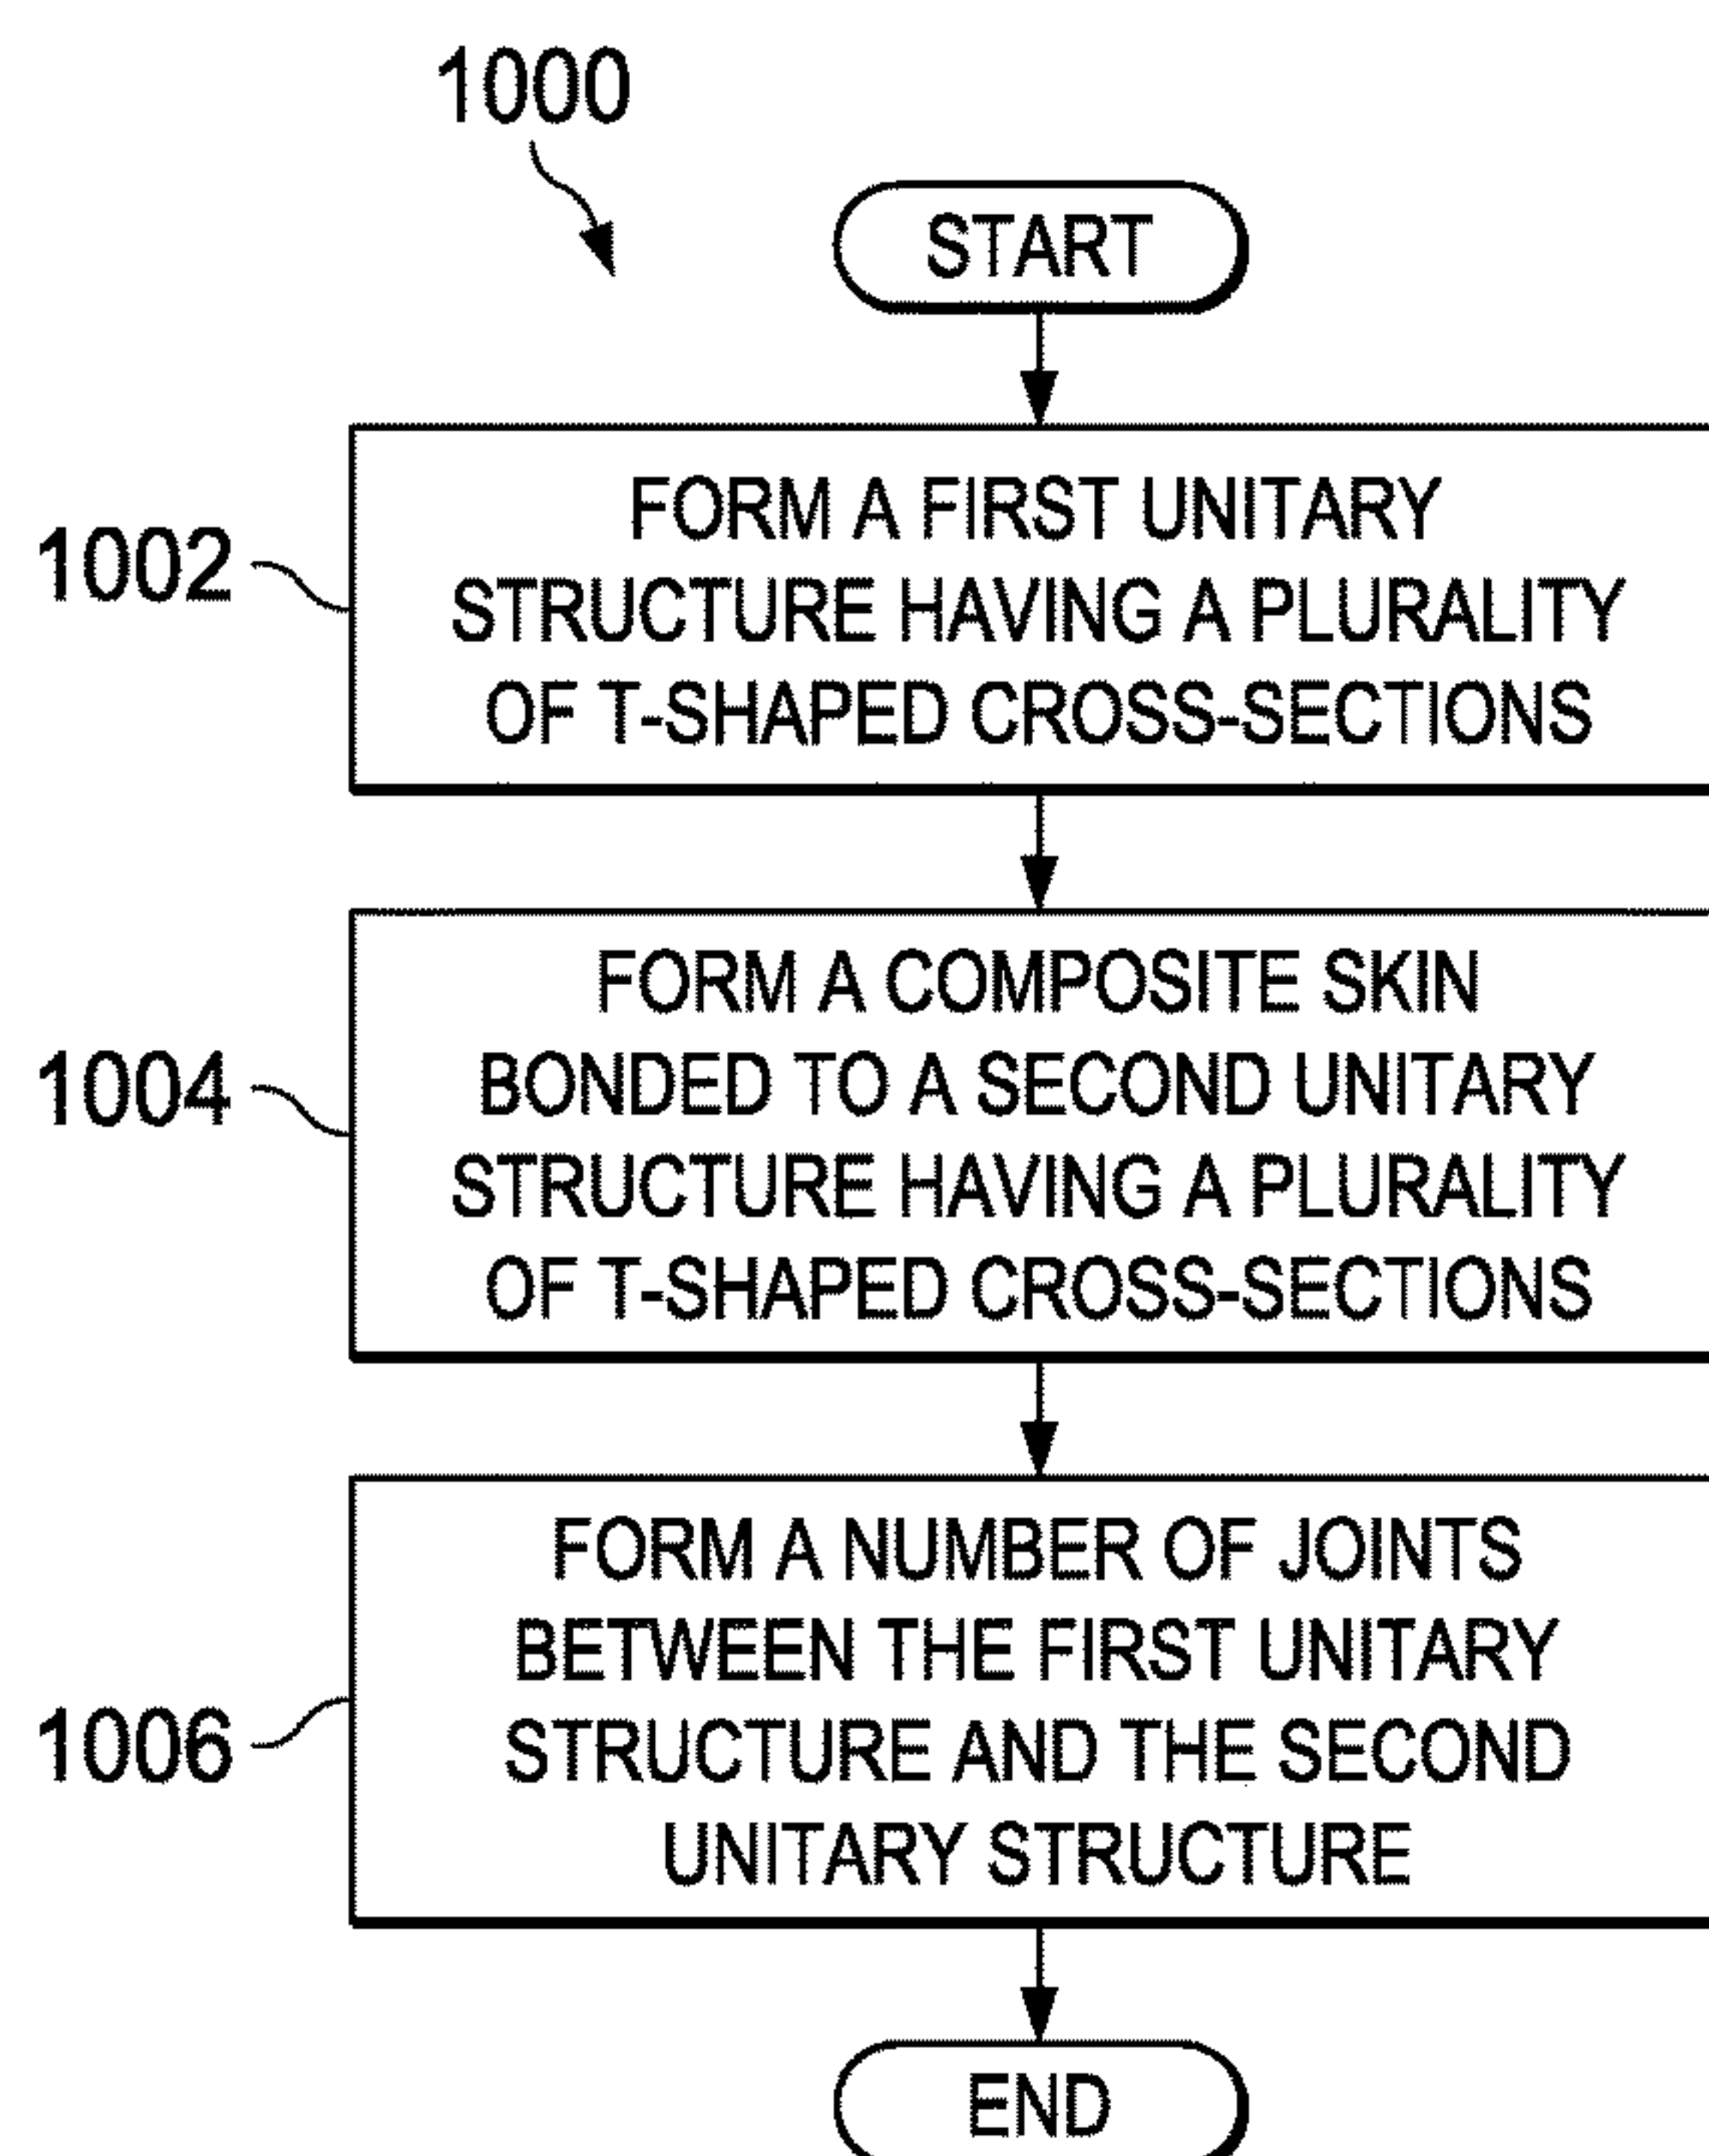 1000
START
1002
FORM A FIRST UNITARY
STRUCTURE HAVING A PLURALITY
OF T-SHAPED CROSS-SECTIONS
1004
FORM A COMPOSITE SKIN
BONDED TO A SECOND UNITARY
STRUCTURE HAVING A PLURALITY
OF T-SHAPED CROSS-SECTIONS
1006
FORM A NUMBER OF JOINTS
BETWEEN THE FIRST UNITARY
STRUCTURE AND THE SECOND
UNITARY STRUCTURE
END